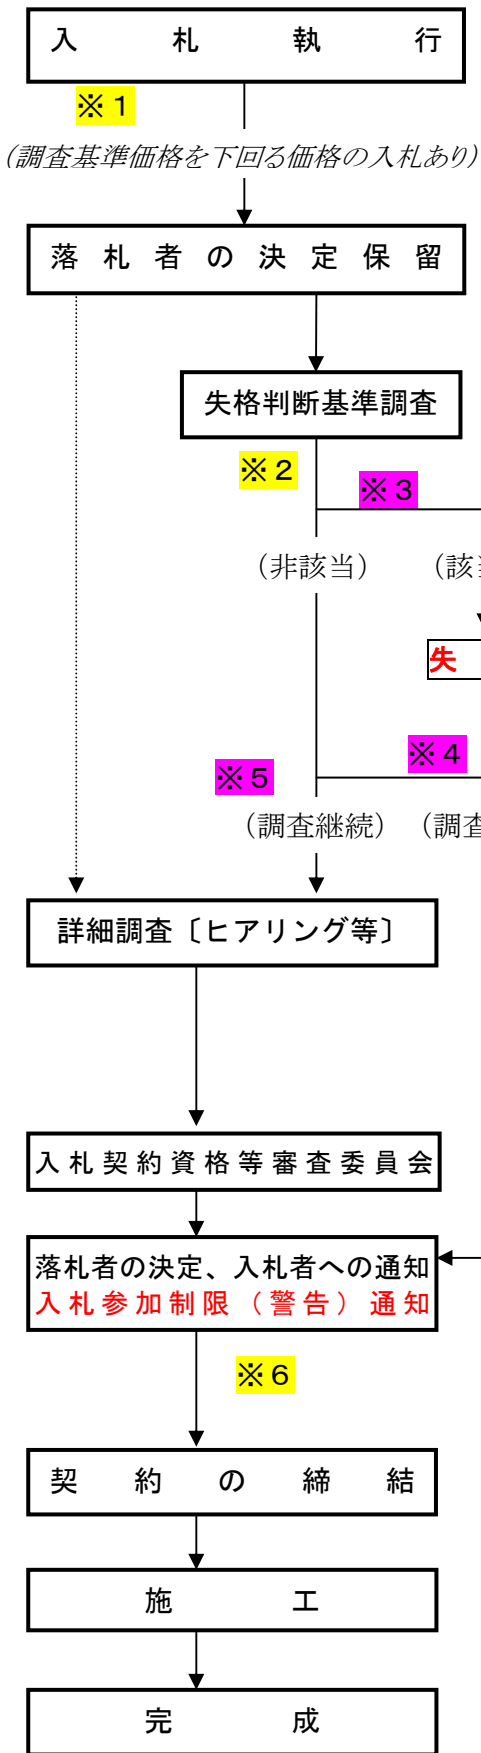 入札執行
※１
(調査基準価格を下回る価格の入札あり)
落札者の決定保留
失格判断基準調査
※２
※３
（非該当）（該
失
※４
※５
（調査継続）（調
詳細調査〔ヒアリング等〕
入札契約資格等審査委員会
落札者の決定、入札者への通知
入札参加制限（警告）通知
※６
契約の締結
施工
完成